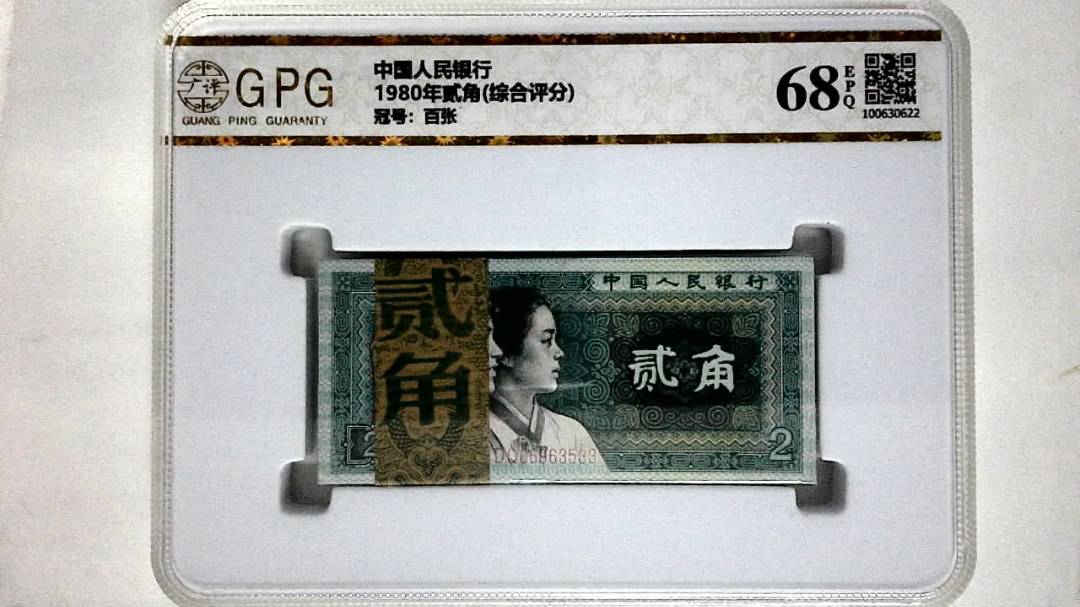 广评
GPG
GUANG PING GUARANTY
中国人民银行
1980年贰角(综合评分)
冠号：百张
68
EPQ
100630622
中国人民银行
贰角
贰角
2
2